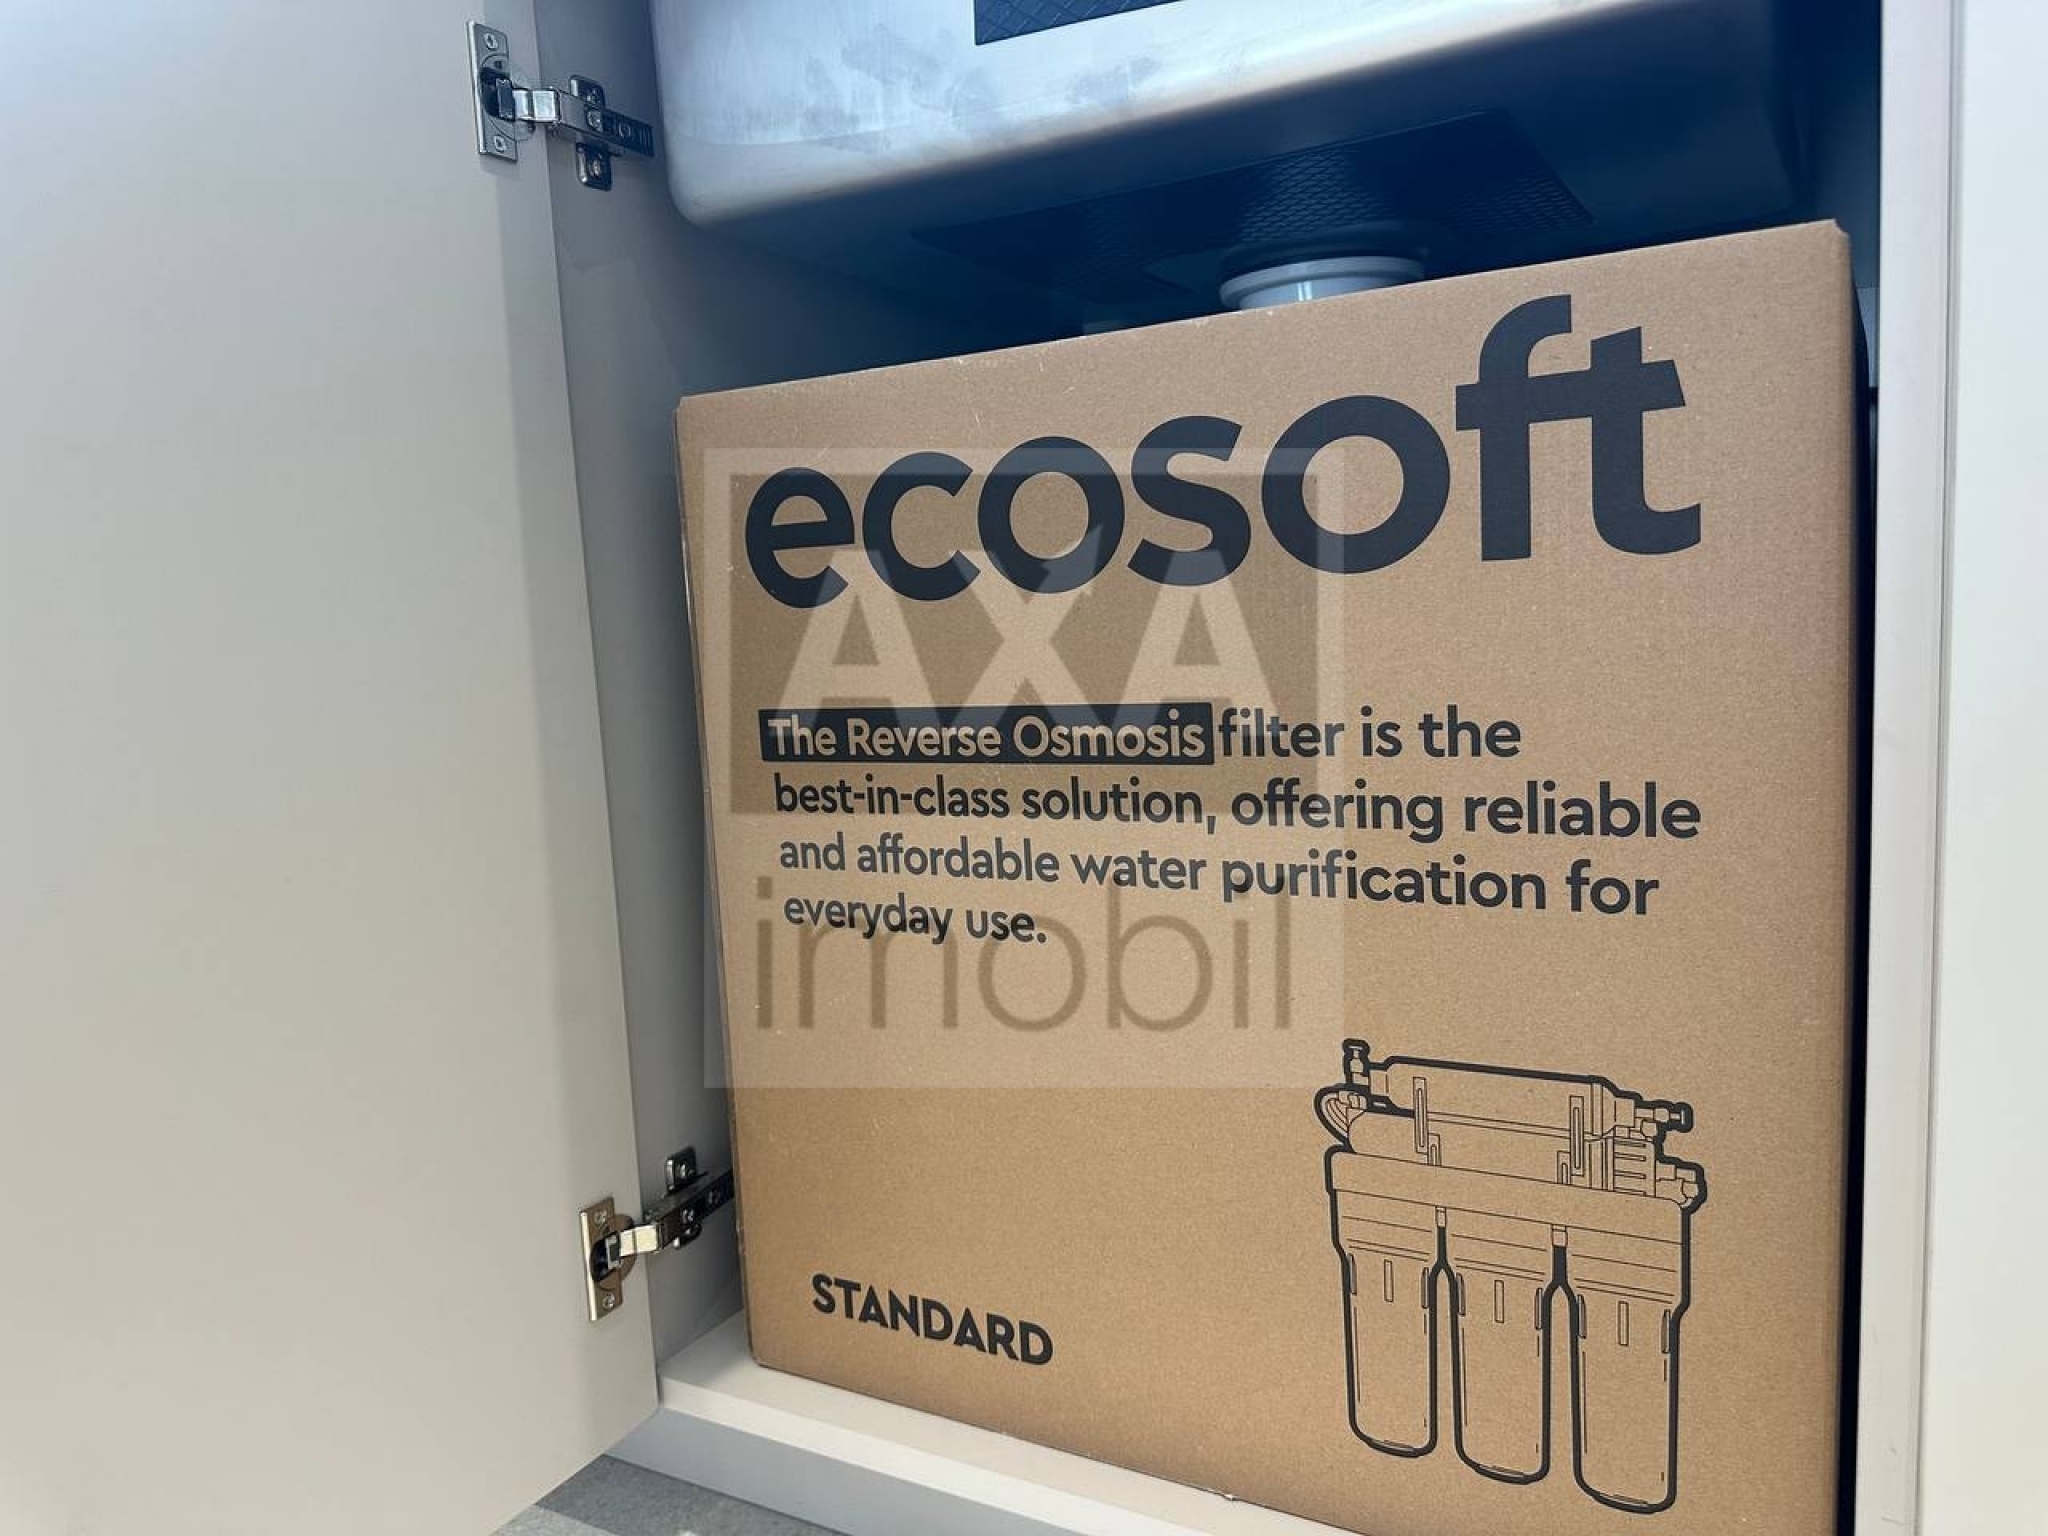 ecosoft
AXA
The Reverse Osmosis filter is the
best-in-class solution, offering reliable
and affordable water purification for
everyday use.
imobil
STANDARD